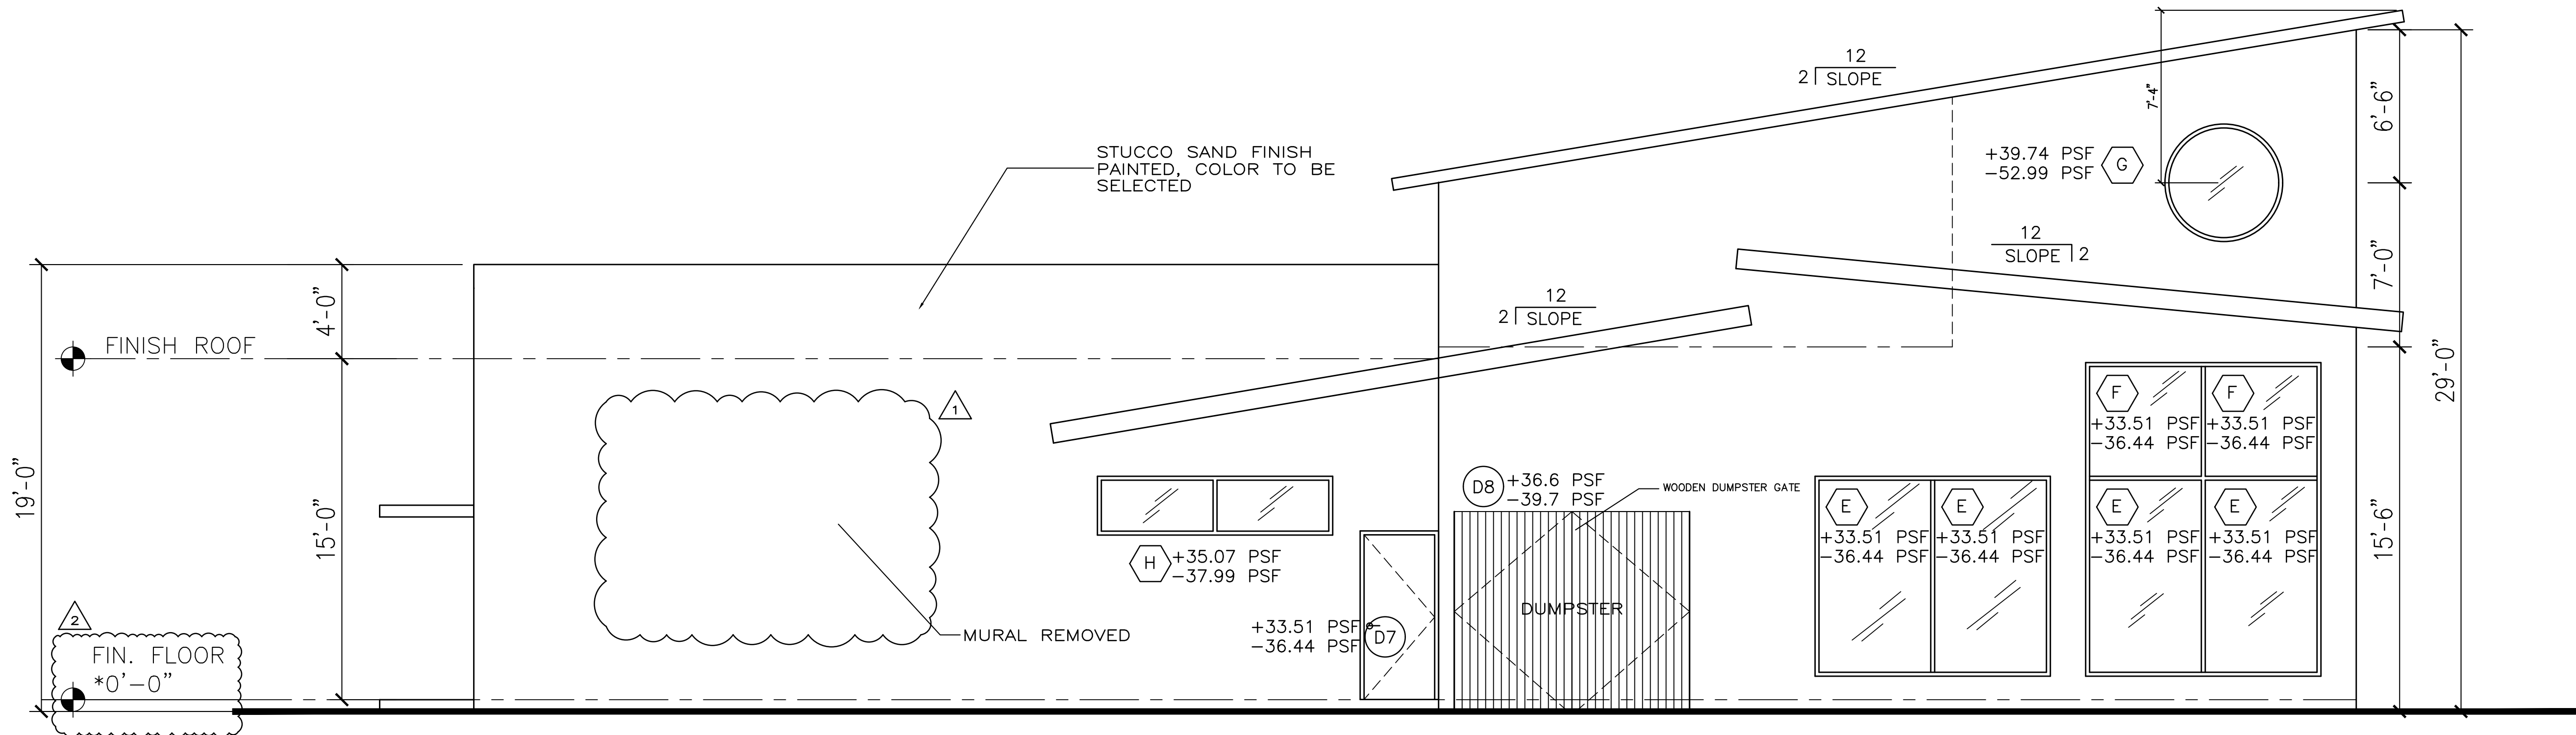 12
2 SLOPE
7'-4"
6'-6"
STUCCO SAND FINISH
PAINTED, COLOR TO BE
SELECTED
+39.74 PSF
-52.99 PSF
G
12
SLOPE 2
7'-0"
12
2 SLOPE
4'-0"
FINISH ROOF
29'-0"
1
F
+33.51 PSF
-36.44 PSF
F
+33.51 PSF
-36.44 PSF
19'-0"
15'-0"
D8
+36.6 PSF
-39.7 PSF
WOODEN DUMPSTER GATE
E
+33.51 PSF
-36.44 PSF
E
+33.51 PSF
-36.44 PSF
E
+33.51 PSF
-36.44 PSF
E
+33.51 PSF
-36.44 PSF
15'-6"
H
+35.07 PSF
-37.99 PSF
DUMPSTER
2
MURAL REMOVED
+33.51 PSF
-36.44 PSF
D7
FIN. FLOOR
*0'-0"